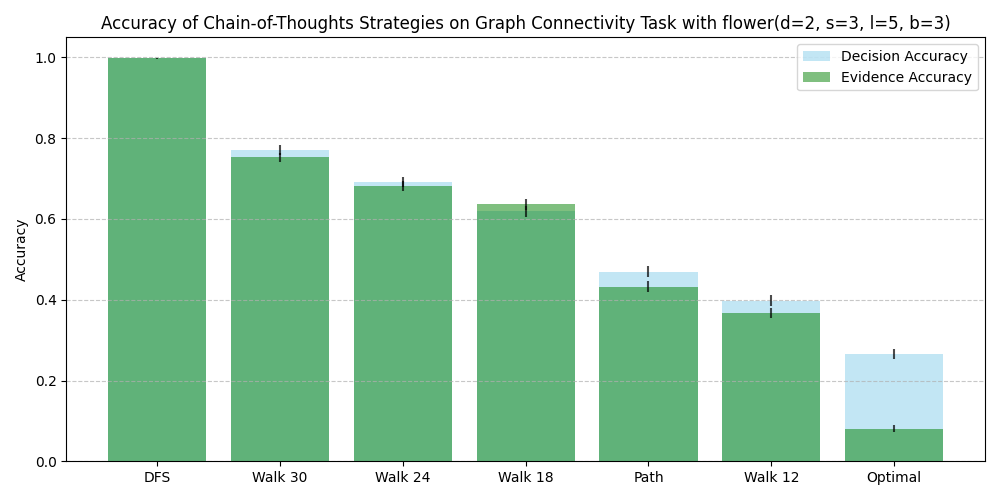 Accuracy of Chain-of-Thoughts Strategies on Graph Connectivity Task with flower(d=2, s=3, l=5, b=3)
Decision Accuracy
Evidence Accuracy
Accuracy
1.0
0.8
0.6
0.4
0.2
0.0
DFS
Walk 30
Walk 24
Walk 18
Path
Walk 12
Optimal